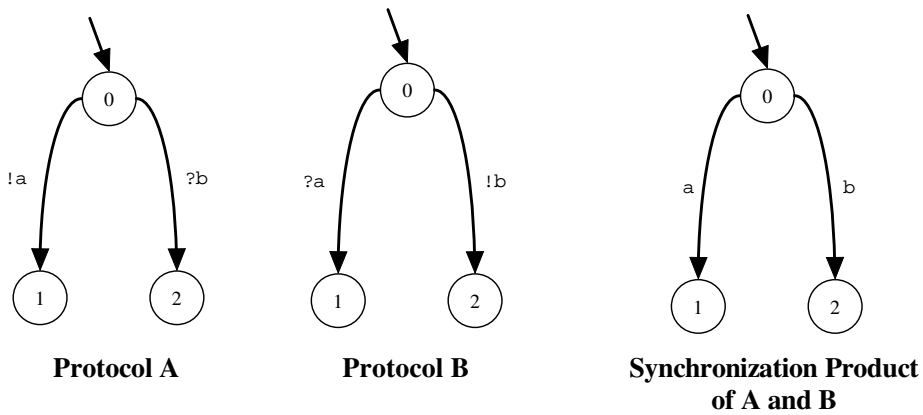 0
!a
?b
1
2
Protocol A
0
?a
!b
1
2
Protocol B
0
a
b
1
2
Synchronization Product
of A and B